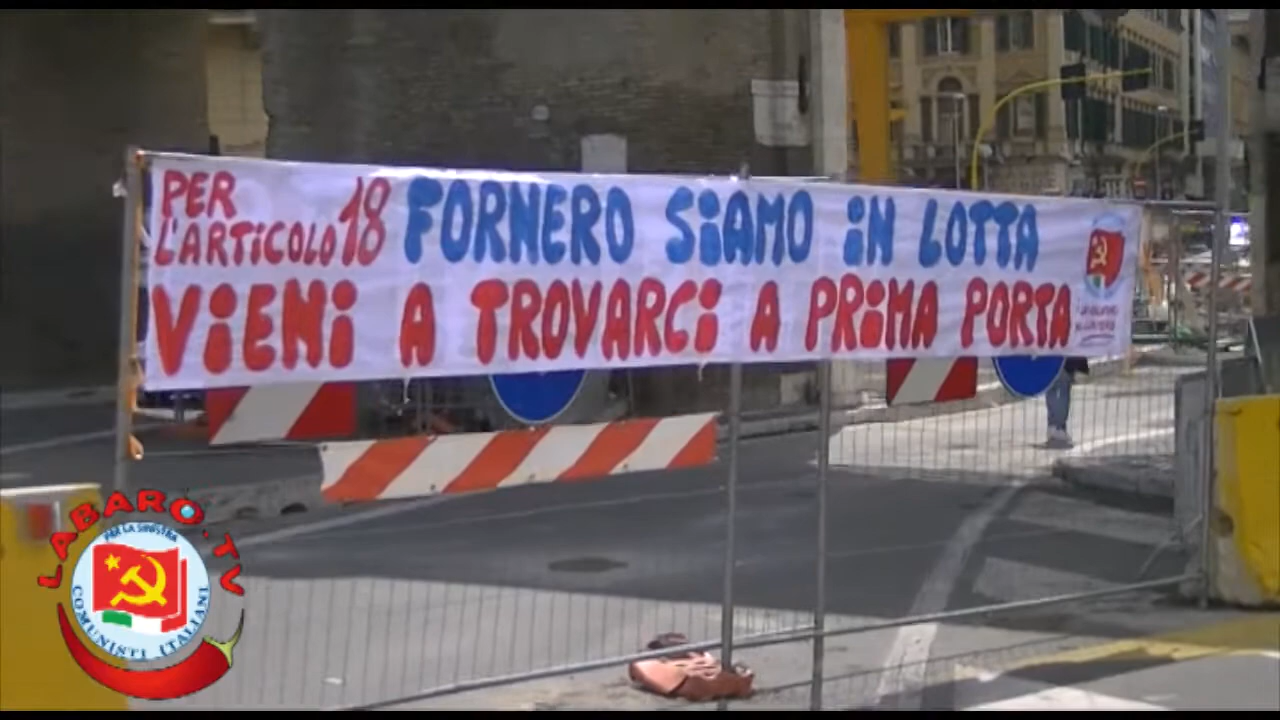 PER
L'ARTICOLO 18
FORNERO SIAMO IN LOTTA
VIENI A TROVARCI A PRIMA PORTA
LABARO.TV
PER LA SINISTRA
COMUNISTI ITALIANI